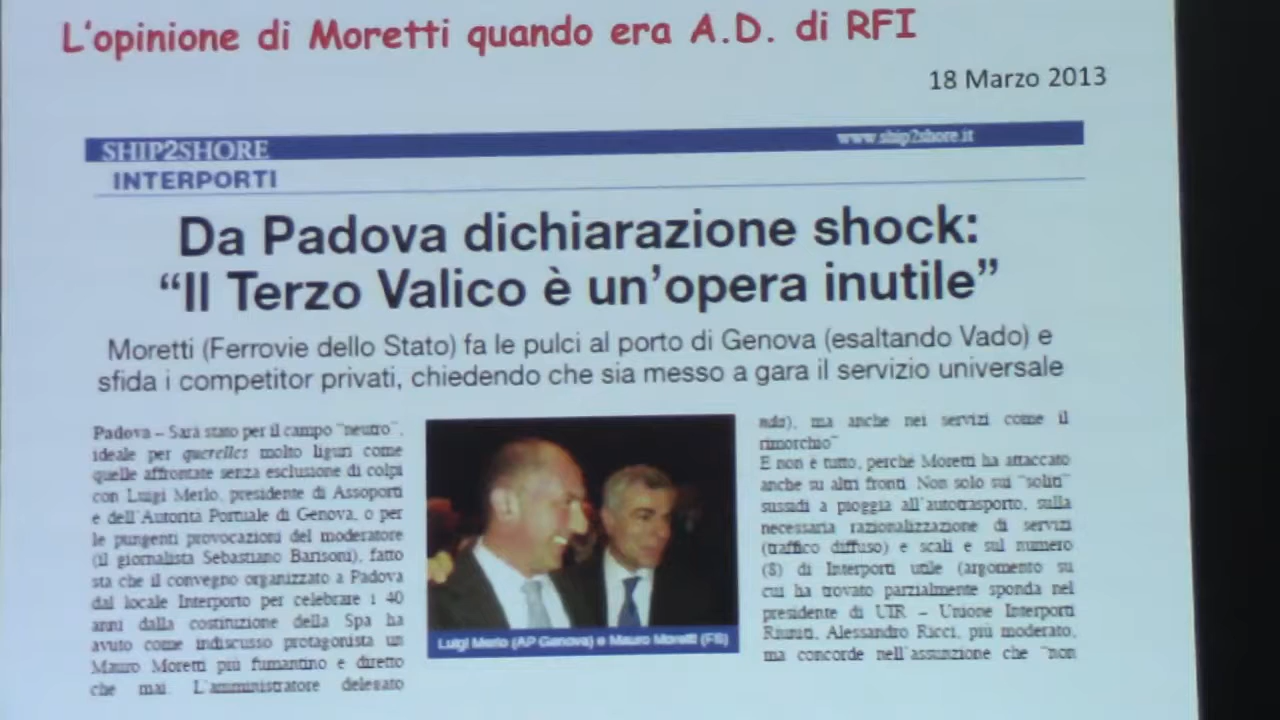 L'opinione di Moretti quando era A.D. di RFI
18 Marzo 2013
SHIP2SHORE
www.ship2shore.it
INTERPORTI
Da Padova dichiarazione shock:
“Il Terzo Valico è un'opera inutile”
Moretti (Ferrovie dello Stato) fa le pulci al porto di Genova (esaltando Vado) e
sfida i competitor privati, chiedendo che sia messo a gara il servizio universale
Padova – Sarà stato per il campo “neutro”,
ideale per querelles molto liguri come
quelle affrontate senza esclusione di colpi
con Luigi Merlo, presidente di Assoporti
e dell'Autorità Portuale di Genova, o per
le pungenti provocazioni del moderatore
(il giornalista Sebastiano Barisoni), fatto
sta che il convegno organizzato a Padova
dal locale Interporto per celebrare i 40
anni dalla costituzione della Spa ha
avuto come indiscusso protagonista un
Mauro Moretti più fumantino e diretto
che mai. L'amministratore delegato
Luigi Merlo (AP Genova) e Mauro Moretti (FS)
ma anche nei servizi come il
rimorchio”
E non è tutto, perché Moretti ha attaccato
anche su altri fronti. Non solo sui “soliti”
sussidi a pioggia all'autotrasporto, sulla
necessaria razionalizzazione di servizi
(traffico diffuso) e scali e sul numero
(8) di Interporti utile (argomento su
cui ha trovato parzialmente sponda nel
presidente di UIR – Unione Interporti
Riuniti, Alessandro Ricci, più moderato,
ma concorde nell'assunzione che “non